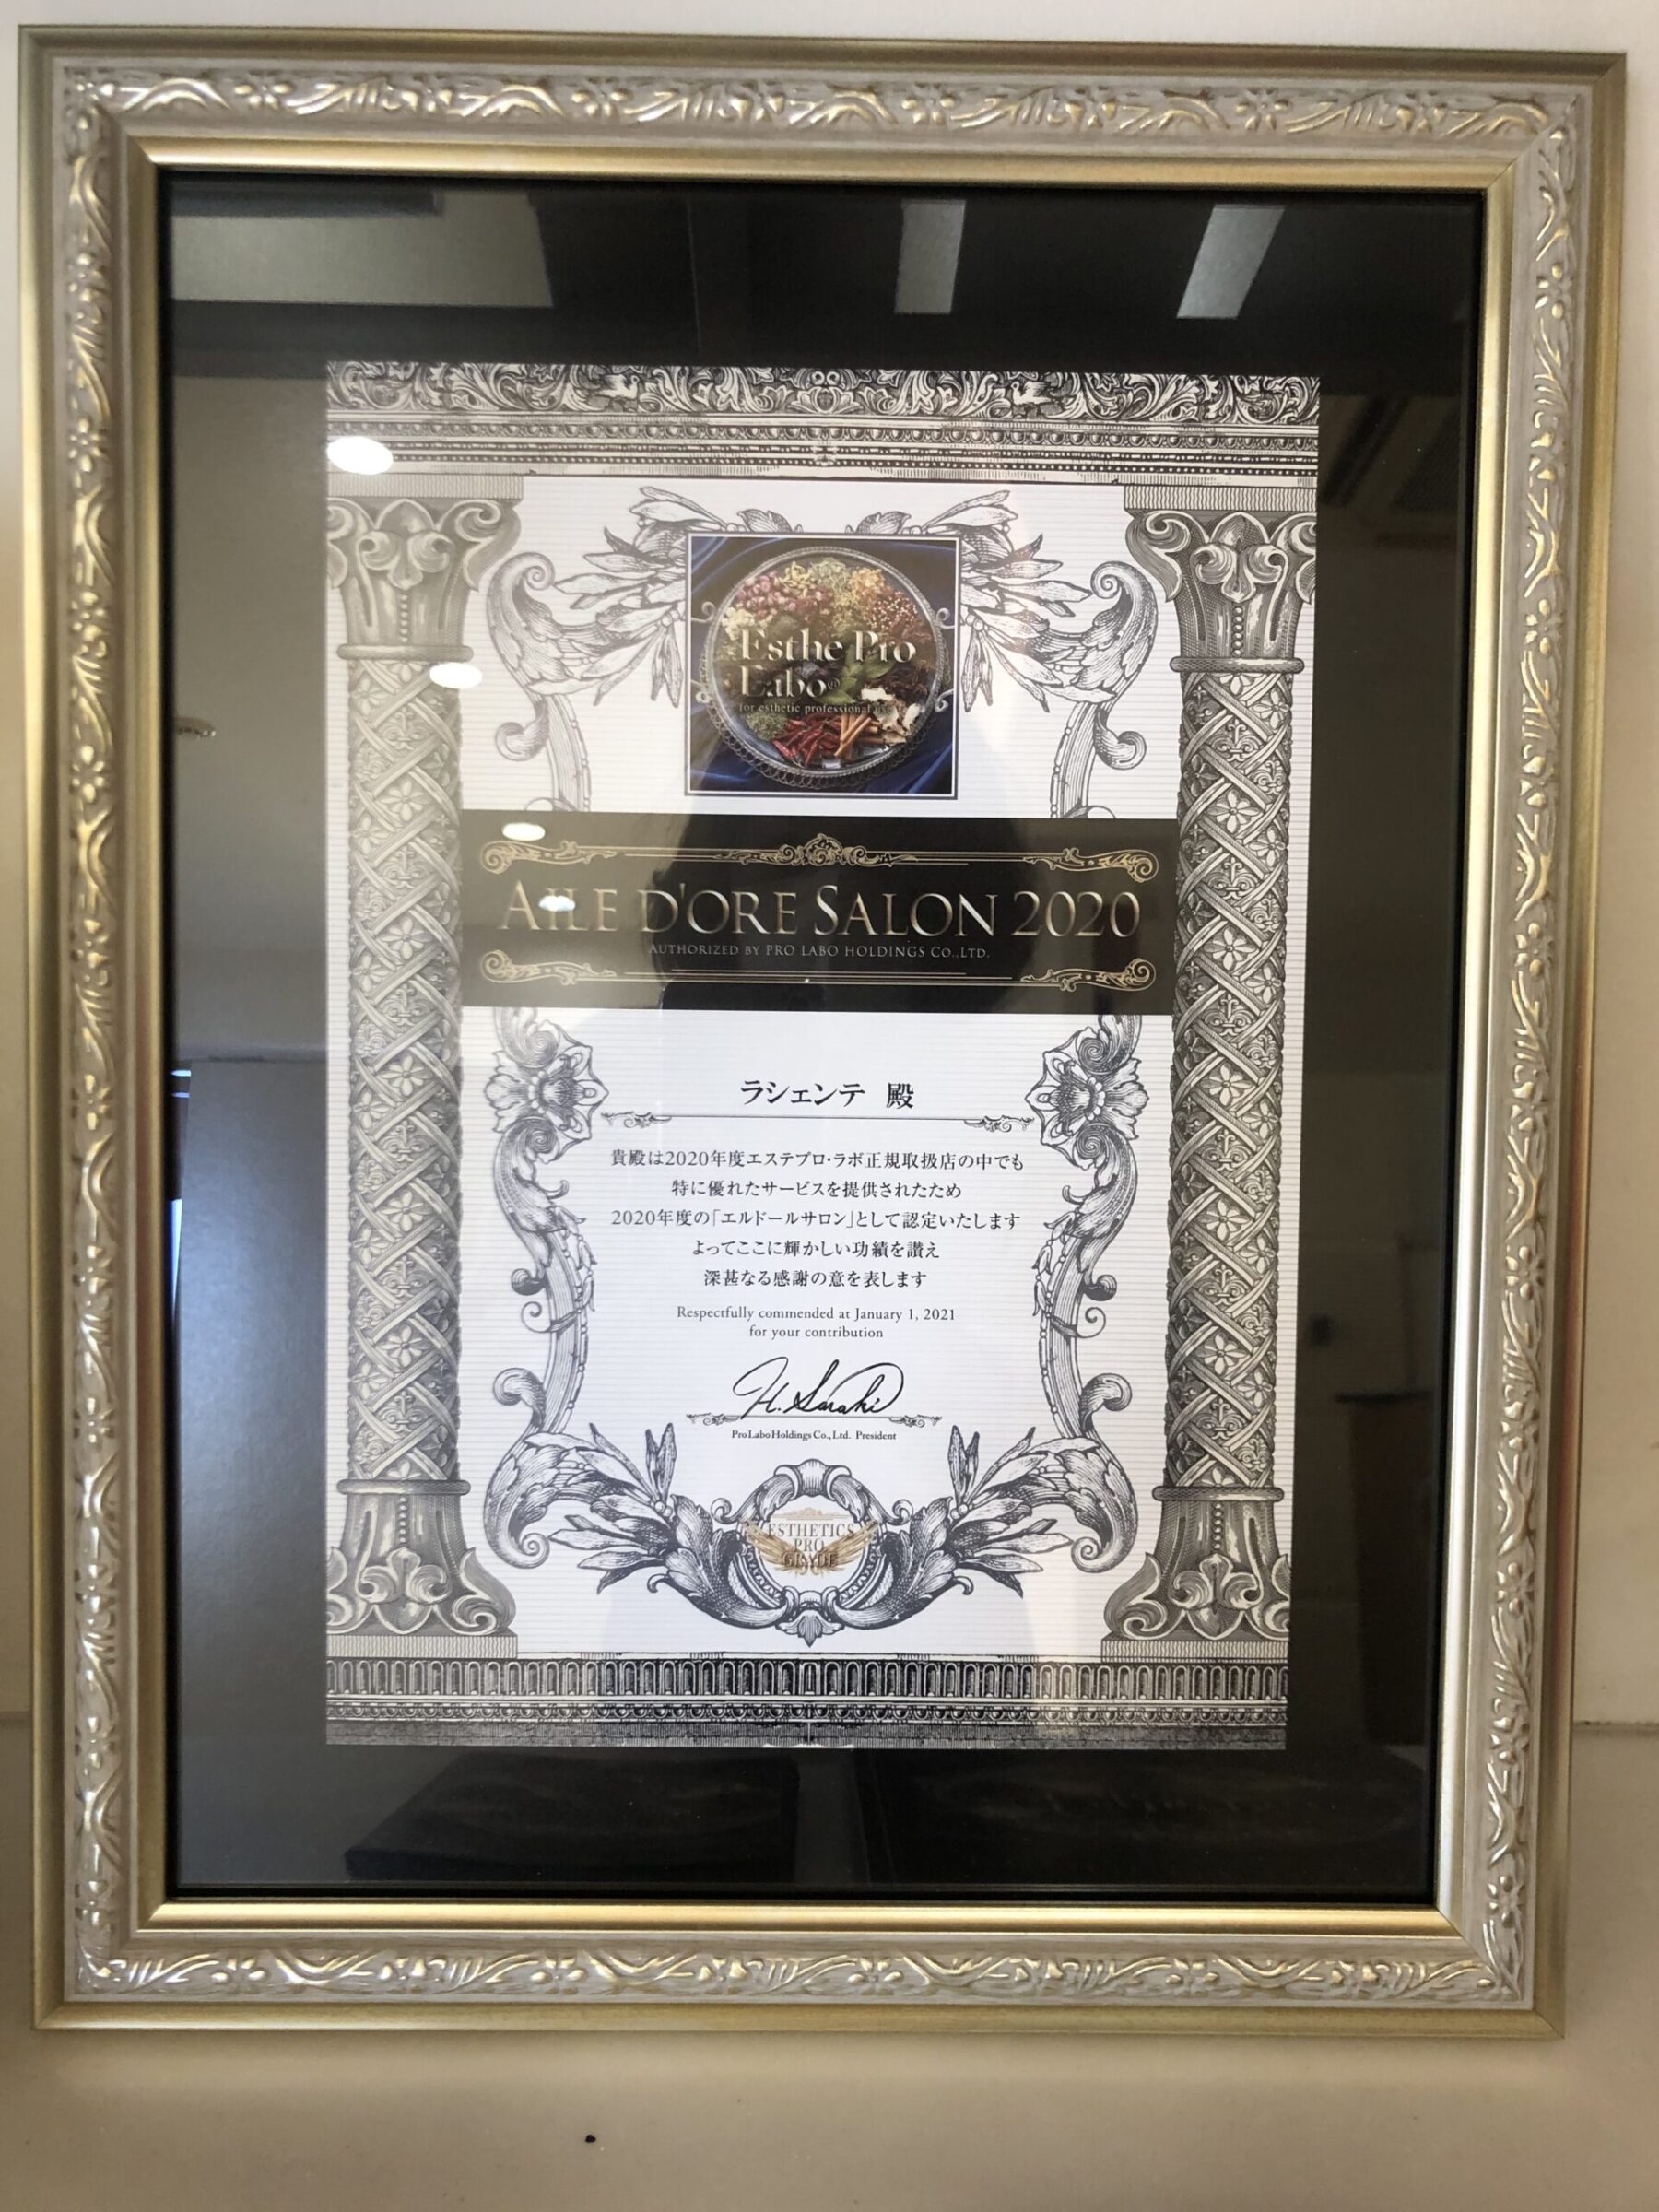 Esthe Pro
Labo
for esthetic professional use
AILE D'ORE SALON 2020
AUTHORIZED BY PRO LABO HOLDINGS CO.,LTD.
ラシェンテ 殿
貴殿は2020年度エステプロ・ラボ正規取扱店の中でも
特に優れたサービスを提供されたため
2020年度の「エルドールサロン」として認定いたします
よってここに輝かしい功績を讃え
深甚なる感謝の意を表します
Respectfully commended at January 1, 2021
for your contribution
Pro Labo Holdings Co., Ltd. President
ESTHETICS
PRO
GRADE